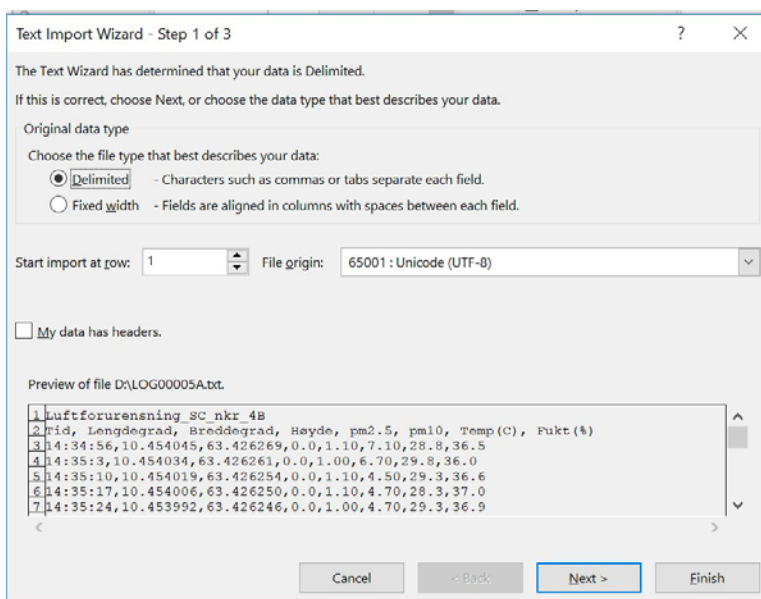 Text Import Wizard - Step 1 of 3 ? ×
The Text Wizard has determined that your data is Delimited.
If this is correct, choose Next, or choose the data type that best describes your data.
Original data type
Choose the file type that best describes your data:
Delimited - Characters such as commas or tabs separate each field.
Fixed width - Fields are aligned in columns with spaces between each field.
Start import at row: 1 File origin: 65001 : Unicode (UTF-8)
My data has headers.
Preview of file D:\LOG00005A.txt.
1 Luftforurensning_SC_nkr_4B
2 Tid, Lengdegrad, Breddegrad, Høyde, pm2.5, pm10, Temp(C), Fukt(%)
3 14:34:56,10.454045,63.426269,0.0,1.10,7.10,28.8,36.5
4 14:35:3,10.454034,63.426261,0.0,1.00,6.70,29.8,36.0
5 14:35:10,10.454019,63.426254,0.0,1.10,4.50,29.3,36.6
6 14:35:17,10.454006,63.426250,0.0,1.10,4.70,28.3,37.0
7 14:35:24,10.453992,63.426246,0.0,1.00,4.70,29.3,36.9
Cancel < Back Next > Finish